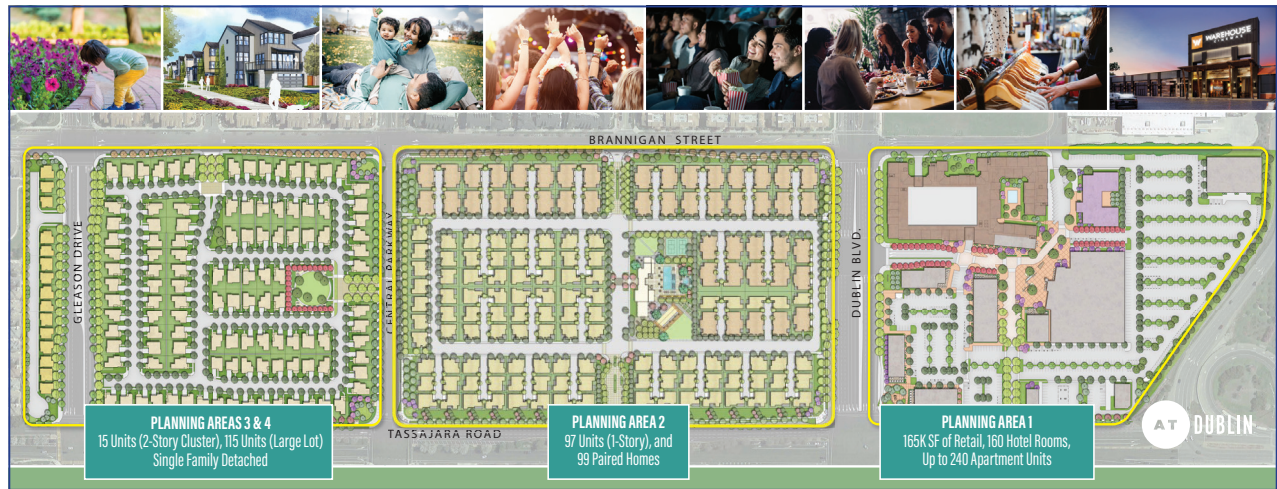 WAREHOUSE
CINEMAS
BRANNIGAN STREET
GLEASON DRIVE
CENTRAL PARKWAY
DUBLIN BLVD.
PLANNING AREAS 3 & 4
15 Units (2-Story Cluster), 115 Units (Large Lot)
Single Family Detached
PLANNING AREA 2
97 Units (1-Story), and
99 Paired Homes
PLANNING AREA 1
165K SF of Retail, 160 Hotel Rooms,
Up to 240 Apartment Units
TASSAJARA ROAD
AT DUBLIN